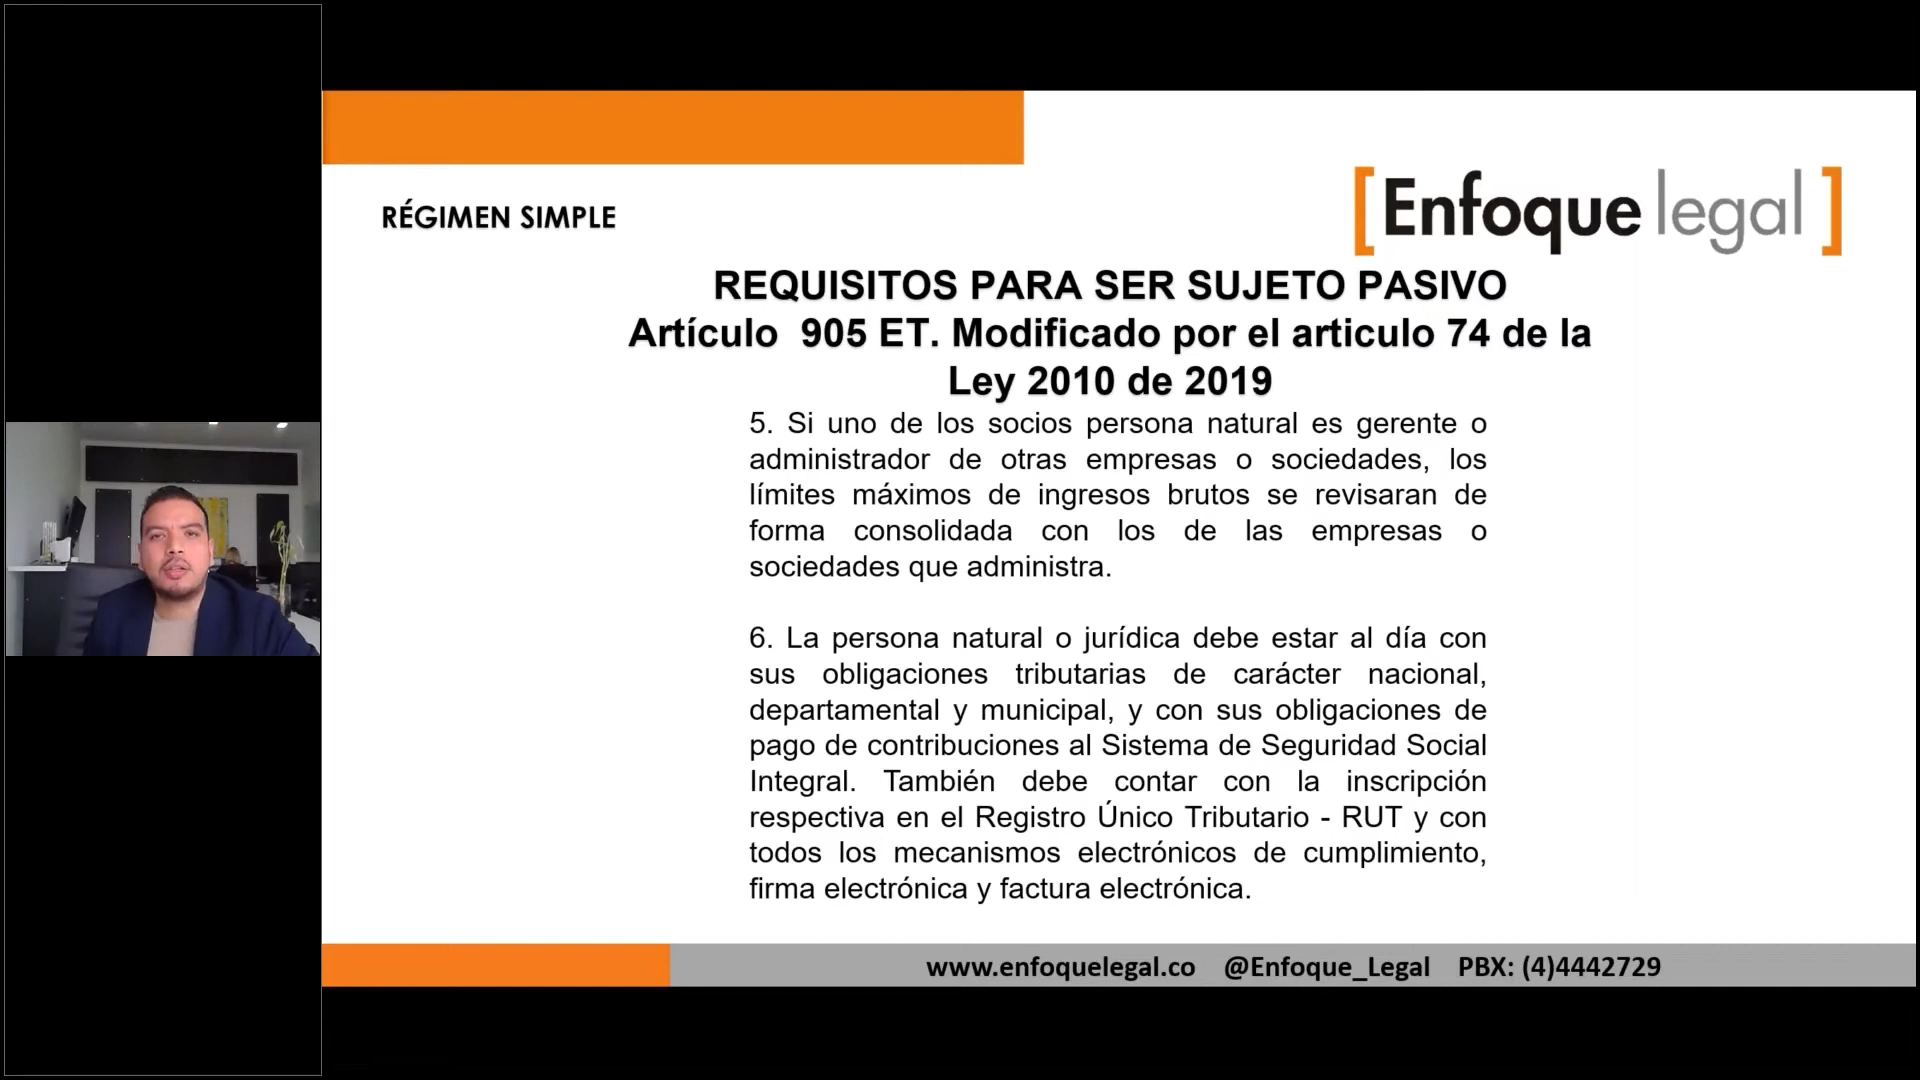 RÉGIMEN SIMPLE
[Enfoque legal]
REQUISITOS PARA SER SUJETO PASIVO
Artículo  905 ET. Modificado por el articulo 74 de la
Ley 2010 de 2019
5. Si uno de los socios persona natural es gerente o
administrador de otras empresas o sociedades, los
límites máximos de ingresos brutos se revisaran de
forma consolidada con los de las empresas o
sociedades que administra.
6. La persona natural o jurídica debe estar al día con
sus obligaciones tributarias de carácter nacional,
departamental y municipal, y con sus obligaciones de
pago de contribuciones al Sistema de Seguridad Social
Integral. También debe contar con la inscripción
respectiva en el Registro Único Tributario - RUT y con
todos los mecanismos electrónicos de cumplimiento,
firma electrónica y factura electrónica.
www.enfoquelegal.co @Enfoque_Legal PBX: (4)4442729